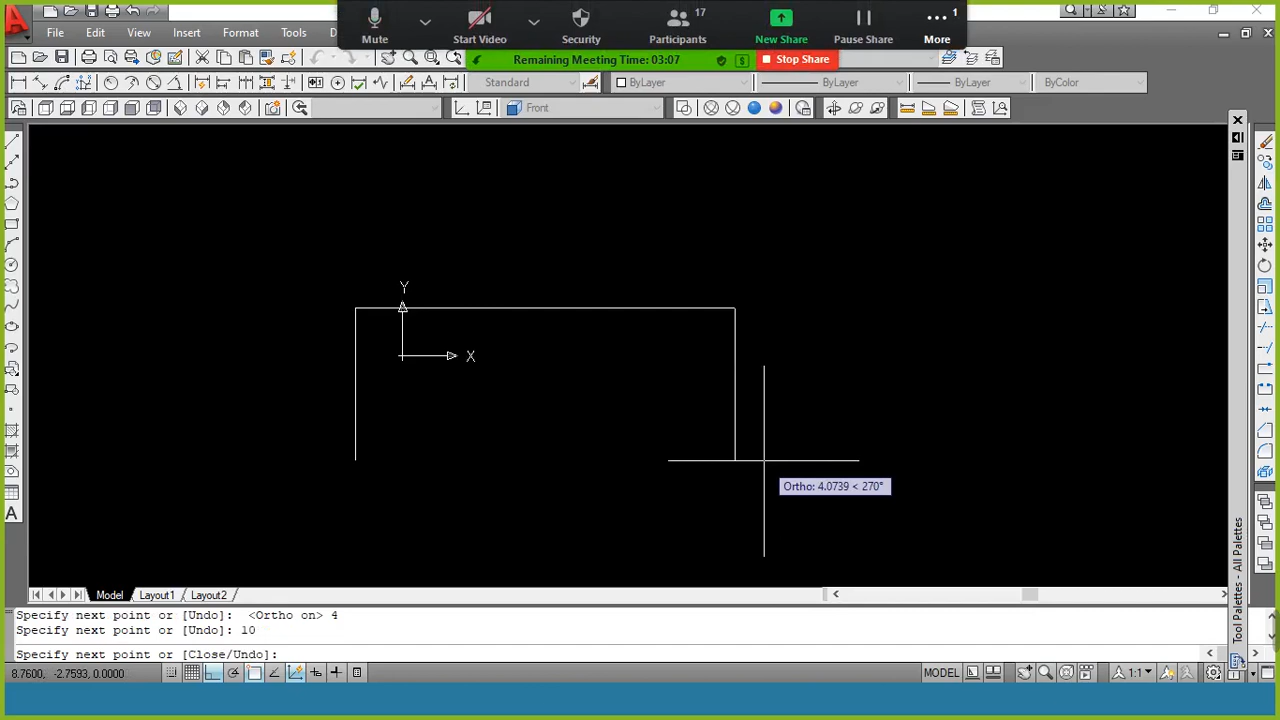 17
1
Mute
Start Video
Security
Participants
New Share
Pause Share
More
Remaining Meeting Time: 03:07
$
Stop Share
File
Edit
View
Insert
Format
Tools
D
Standard
ByLayer
ByLayer
ByLayer
ByColor
Front
Y
X
Ortho: 4.0739 < 270°
A
Tool Palettes - All Palettes
Model
Layout1
Layout2
Specify next point or [Undo]: <Ortho on> 4
Specify next point or [Undo]: 10
Specify next point or [Close/Undo]:
8.7600, -2.7593, 0.0000
MODEL
1:1